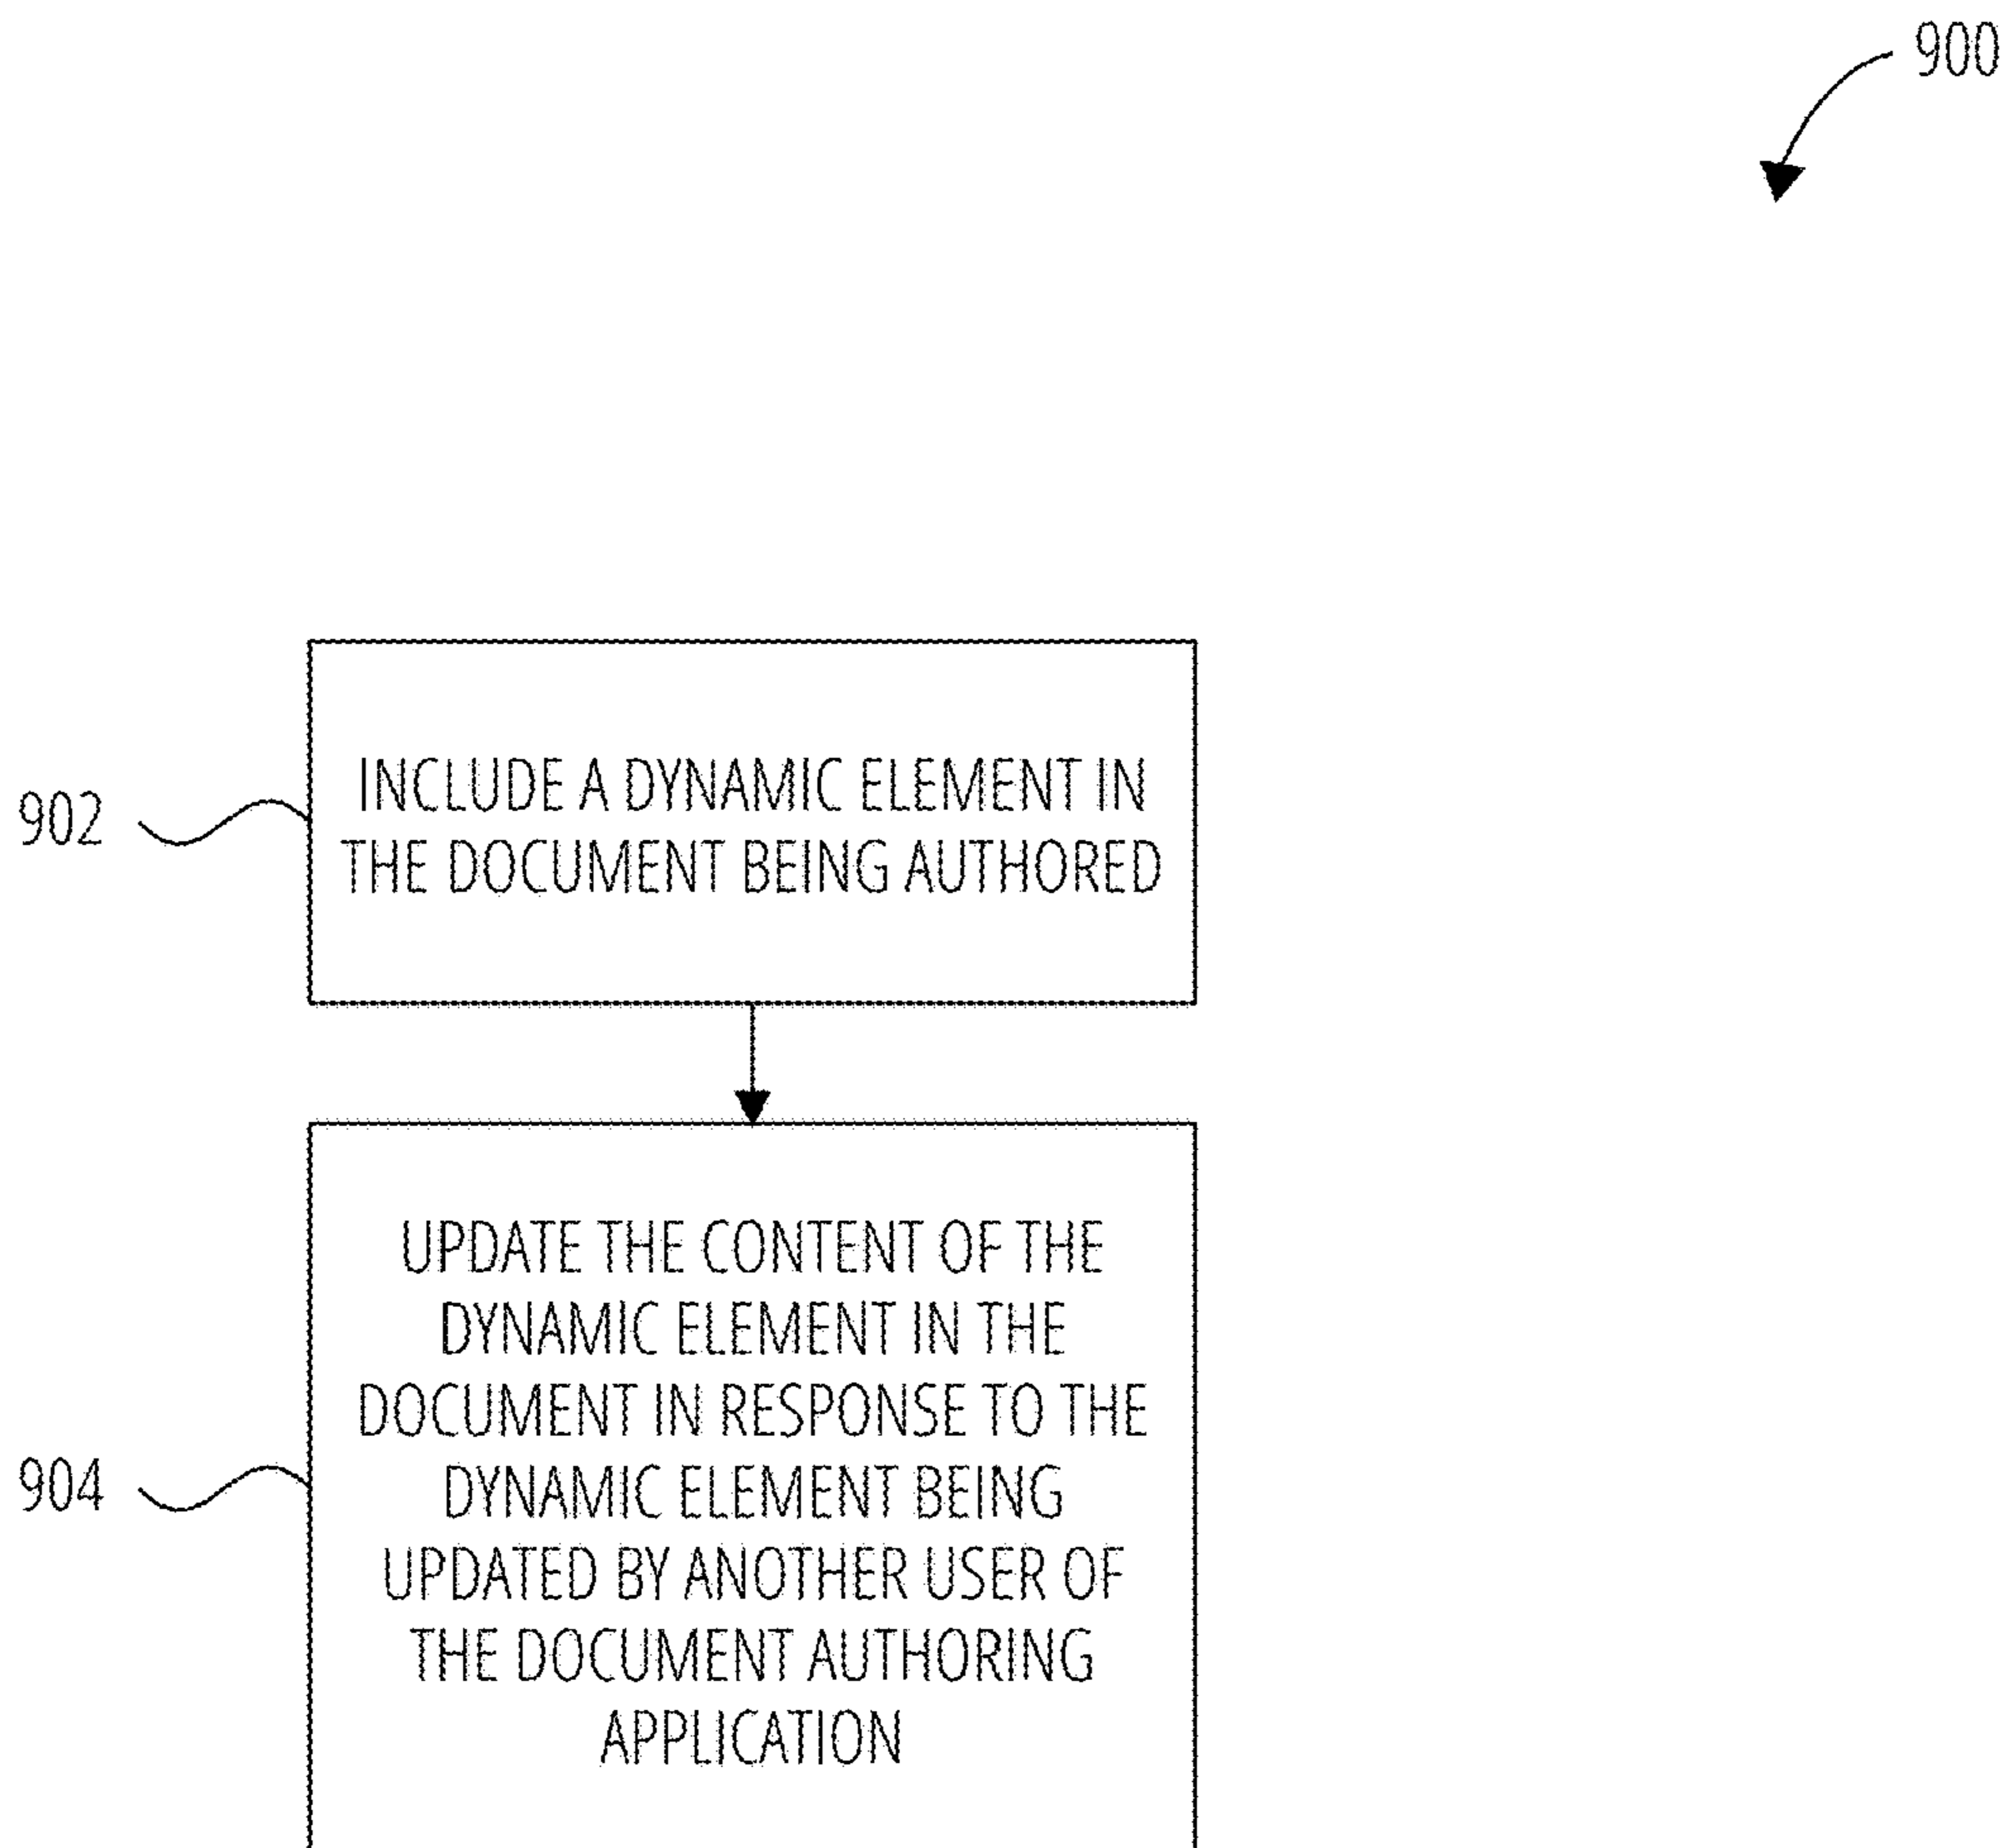 900
902
INCLUDE A DYNAMIC ELEMENT IN
THE DOCUMENT BEING AUTHORED
904
UPDATE THE CONTENT OF THE
DYNAMIC ELEMENT IN THE
DOCUMENT IN RESPONSE TO THE
DYNAMIC ELEMENT BEING
UPDATED BY ANOTHER USER OF
THE DOCUMENT AUTHORING
APPLICATION